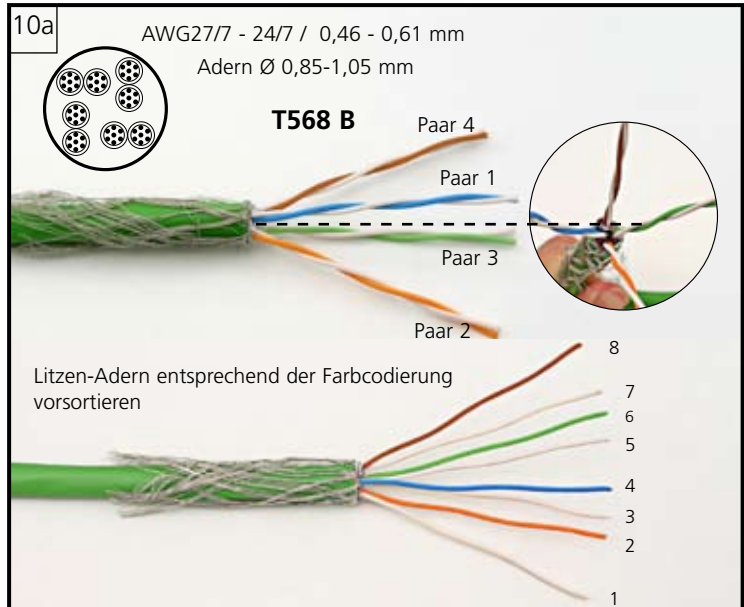 10a
AWG27/7 - 24/7 / 0,46 - 0,61 mm
Adern Ø 0,85-1,05 mm
T568 B
Paar 4
Paar 1
Paar 3
Paar 2
Litzen-Adern entsprechend der Farbcodierung
vorsortieren
8
7
6
5
4
3
2
1